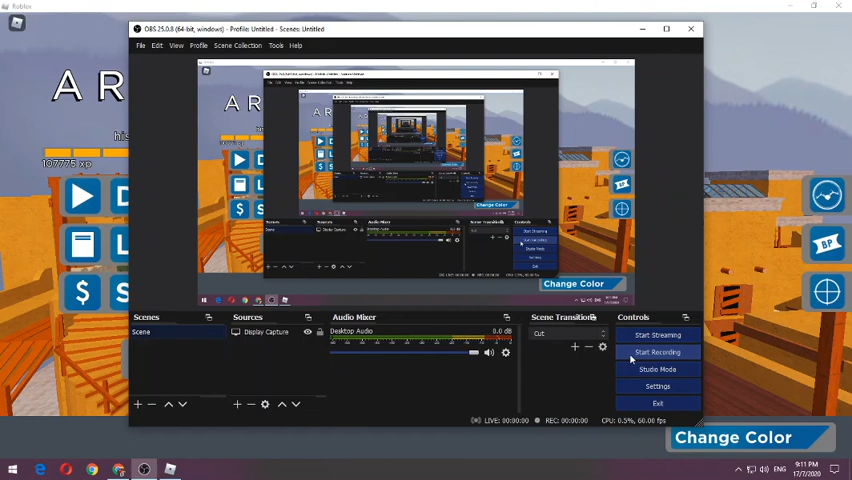 Roblox
OBS 25.0.8 (64-bit, windows) - Profile: Untitled - Scenes: Untitled
File Edit View Profile Scene Collection Tools Help
A R
his
107775 xp
D
L
$ S
BP
A R
Change Color
Change Color
Scenes
Scene
Sources
Display Capture
Audio Mixer
Desktop Audio 0.0 dB
Scene Transitions
Cut
Controls
Start Streaming
Start Recording
Studio Mode
Settings
Exit
LIVE: 00:00:00 REC: 00:00:00 CPU: 0.5%, 60.00 fps
Change Color
ENG
9:11 PM
17/7/2020